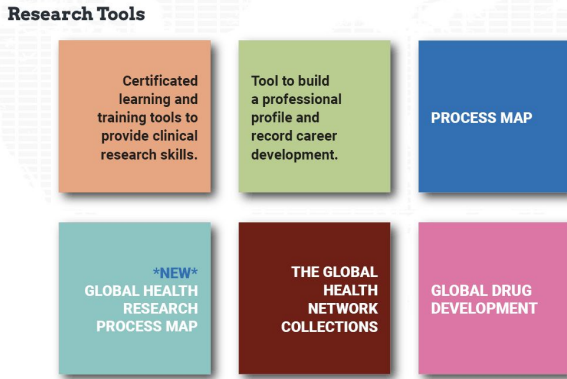 Research Tools
Certificated
learning and
training tools to
provide clinical
research skills.
Tool to build
a professional
profile and
record career
development.
PROCESS MAP
*NEW*
GLOBAL HEALTH
RESEARCH
PROCESS MAP
THE GLOBAL
HEALTH
NETWORK
COLLECTIONS
GLOBAL DRUG
DEVELOPMENT